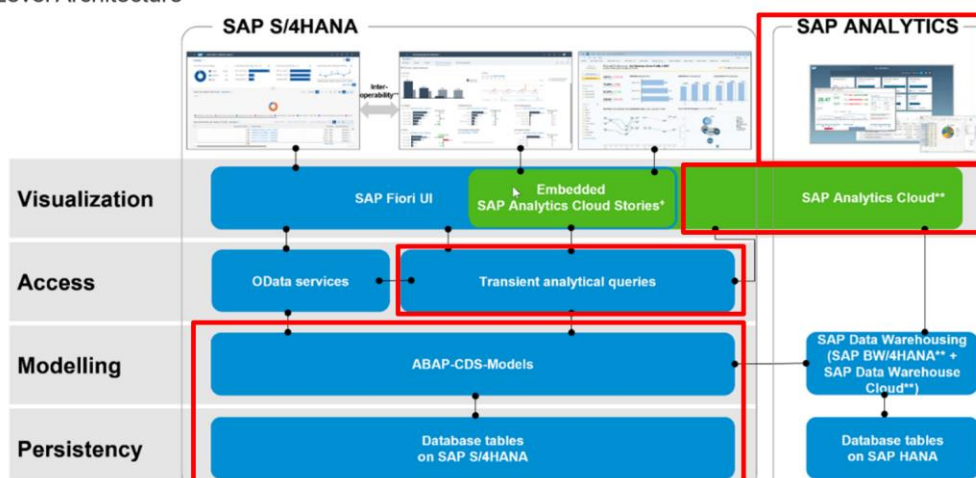 Level Architecture
SAP S/4HANA
SAP ANALYTICS
Inter-
operability
Visualization
SAP Fiori UI
Embedded
SAP Analytics Cloud Stories*
SAP Analytics Cloud**
Access
OData services
Transient analytical queries
Modelling
ABAP-CDS-Models
SAP Data Warehousing
(SAP BW/4HANA** +
SAP Data Warehouse
Cloud**)
Persistency
Database tables
on SAP S/4HANA
Database tables
on SAP HANA